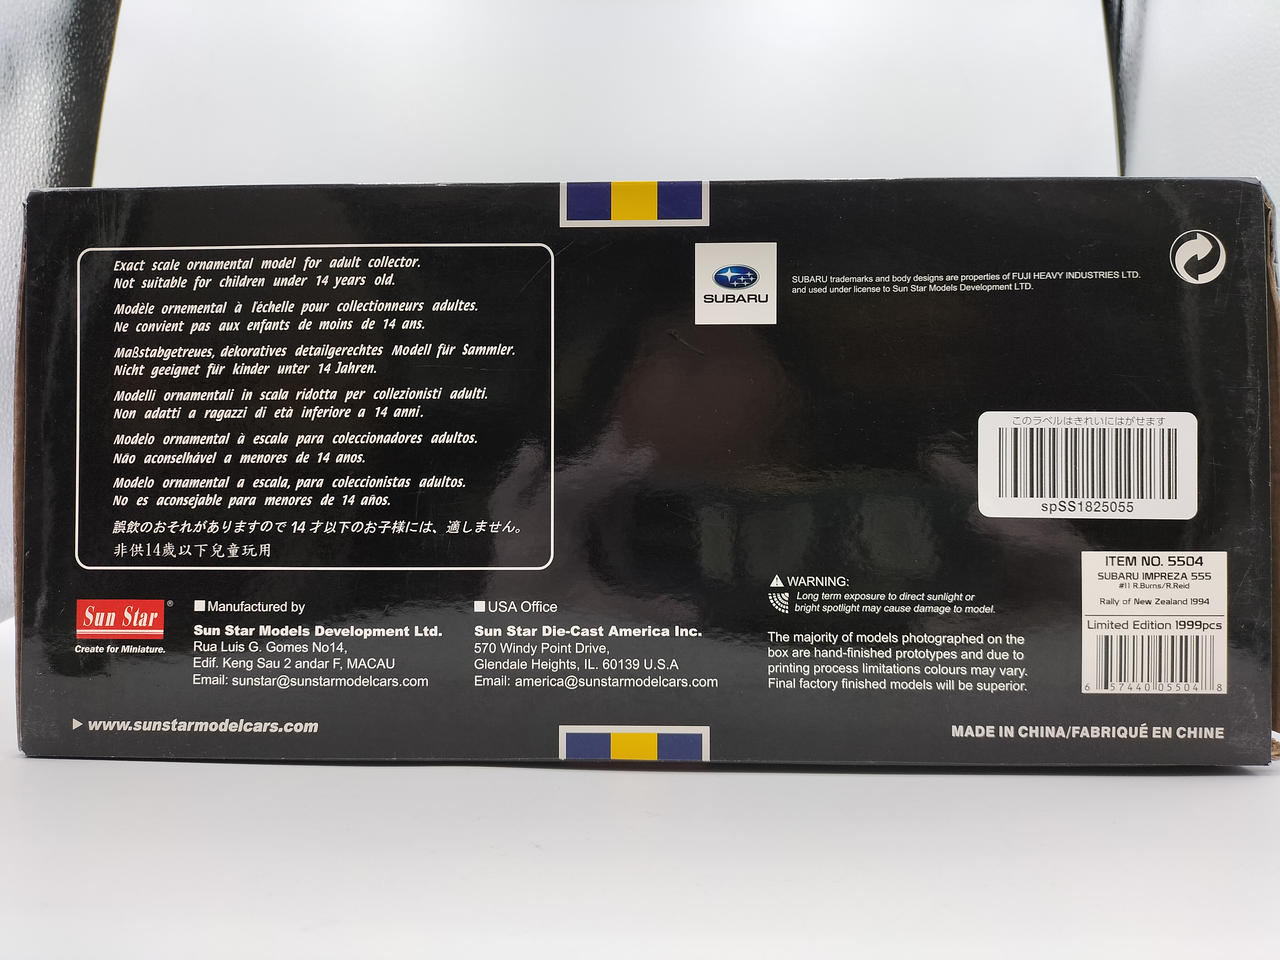 Exact scale ornamental model for adult collector.
Not suitable for children under 14 years old.
Modèle ornemental à l'échelle pour collectionneurs adultes.
Ne convient pas aux enfants de moins de 14 ans.
Maßstabgetreues, dekoratives detailgerechtes Modell für Sammler.
Nicht geeignet für kinder unter 14 Jahren.
Modelli ornamentali in scala ridotta per collezionisti adulti.
Non adatti a ragazzi di età inferiore a 14 anni.
Modelo ornamental à escala para coleccionadores adultos.
Não aconselhável a menores de 14 anos.
Modelo ornamental a escala, para coleccionistas adultos.
No es aconsejable para menores de 14 años.
誤飲のおそれがありますので 14 才以下のお子様には、適しません。
非供14歲以下兒童玩用
SUBARU
SUBARU trademarks and body designs are properties of FUJI HEAVY INDUSTRIES LTD.
and used under license to Sun Star Models Development LTD.
このラベルはきれいにはがせます
spSS1825055
ITEM NO. 5504
SUBARU IMPREZA 555
#11 R.Burns/R.Reid
Rally of New Zealand 1994
Limited Edition 1999pcs
6 57440 05504 8
Sun Star ®
Create for Miniature.
Manufactured by
Sun Star Models Development Ltd.
Rua Luis G. Gomes No14,
Edif. Keng Sau 2 andar F, MACAU
Email: sunstar@sunstarmodelcars.com
USA Office
Sun Star Die-Cast America Inc.
570 Windy Point Drive,
Glendale Heights, IL. 60139 U.S.A
Email: america@sunstarmodelcars.com
WARNING:
Long term exposure to direct sunlight or
bright spotlight may cause damage to model.
The majority of models photographed on the
box are hand-finished prototypes and due to
printing process limitations colours may vary.
Final factory finished models will be superior.
www.sunstarmodelcars.com
MADE IN CHINA/FABRIQUÉ EN CHINE